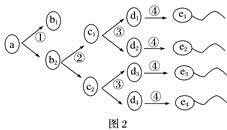 a
①
b₁
b₂
②
c₁
c₂
③
③
d₁
d₂
d₃
d₄
④
④
④
④
e₁
e₂
e₃
e₄
图2